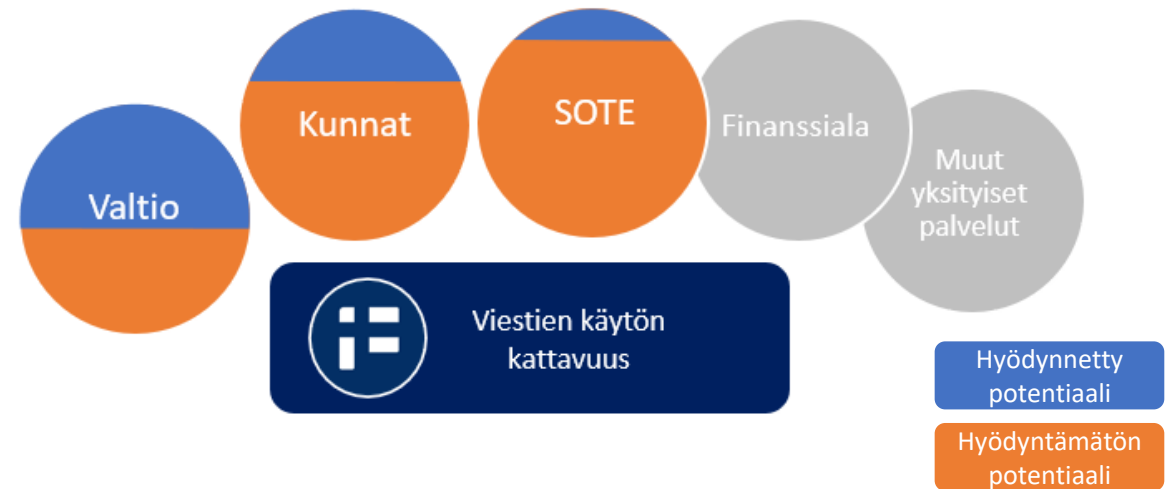 Valtio
Kunnat
SOTE
Finanssiala
Muut
yksityiset
palvelut
Viestien käytön
kattavuus
Hyödynnetty
potentiaali
Hyödyntämätön
potentiaali